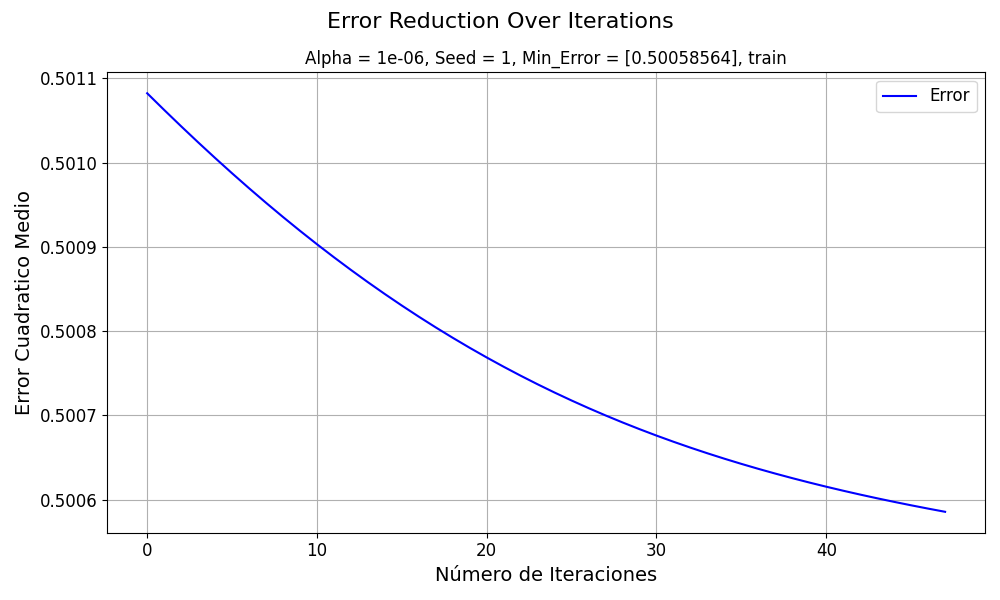 Error Reduction Over Iterations
Alpha = 1e-06, Seed = 1, Min_Error = [0.50058564], train
Error
0.5011
0.5010
0.5009
0.5008
0.5007
0.5006
Error Cuadratico Medio
0 10 20 30 40
Número de Iteraciones